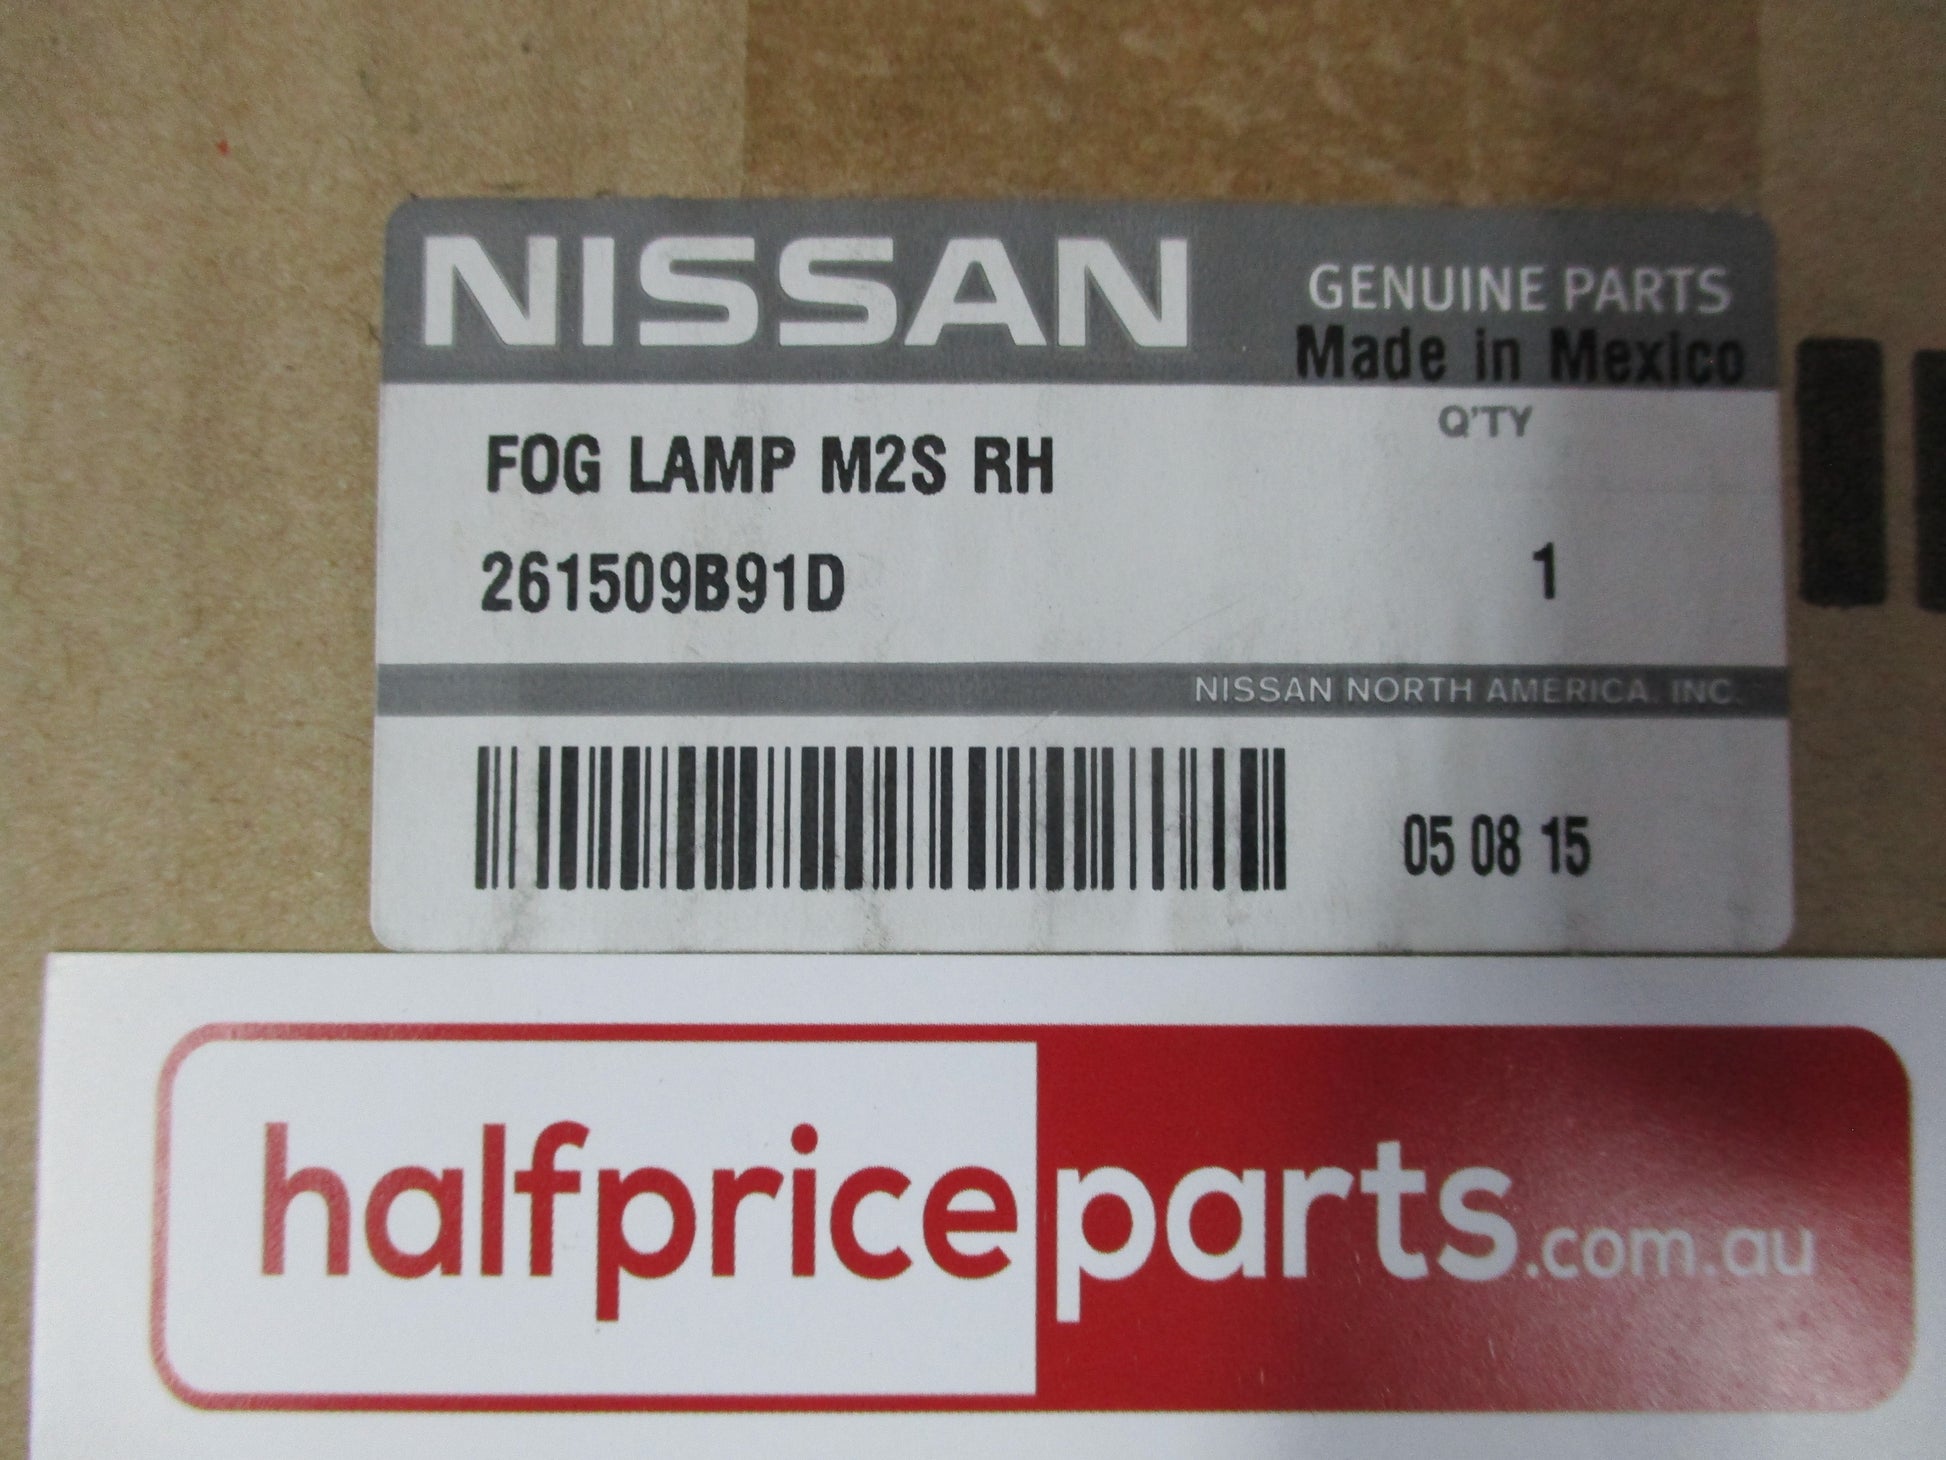 NISSAN
GENUINE PARTS
Made in Mexico
Q'TY
FOG LAMP M2S RH
261509B91D 1
NISSAN NORTH AMERICA, INC.
05 08 15
halfpriceparts.com.au